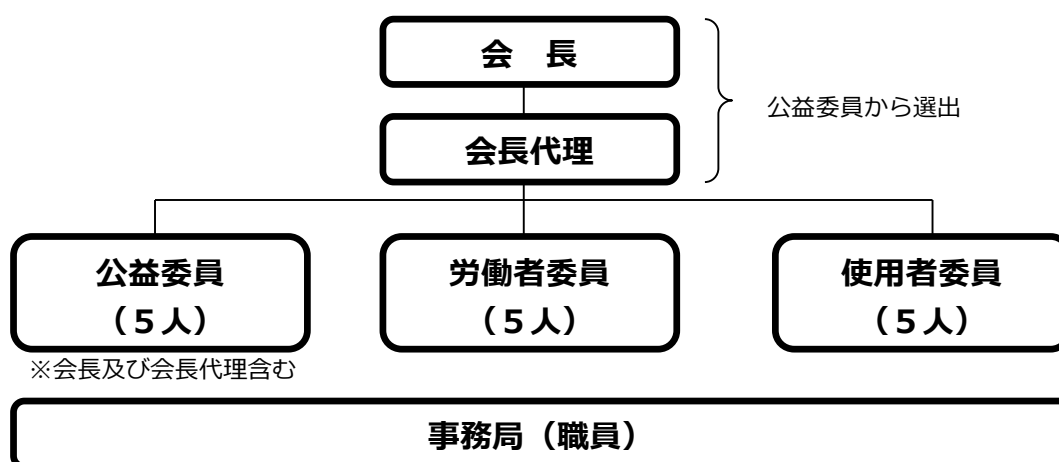 会　長
公益委員から選出
会長代理
公益委員
（５人）
労働者委員
（５人）
使用者委員
（５人）
※会長及び会長代理含む
事務局（職員）